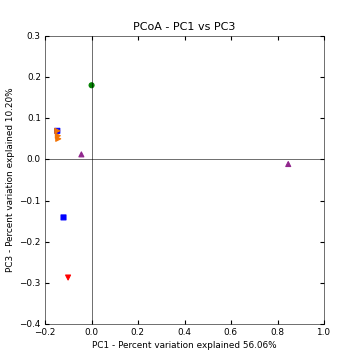 PCoA - PC1 vs PC3
0.3
0.2
0.1
0.0
−0.1
−0.2
−0.3
−0.4
PC3 - Percent variation explained 10.20%
−0.2 0.0 0.2 0.4 0.6 0.8 1.0
PC1 - Percent variation explained 56.06%